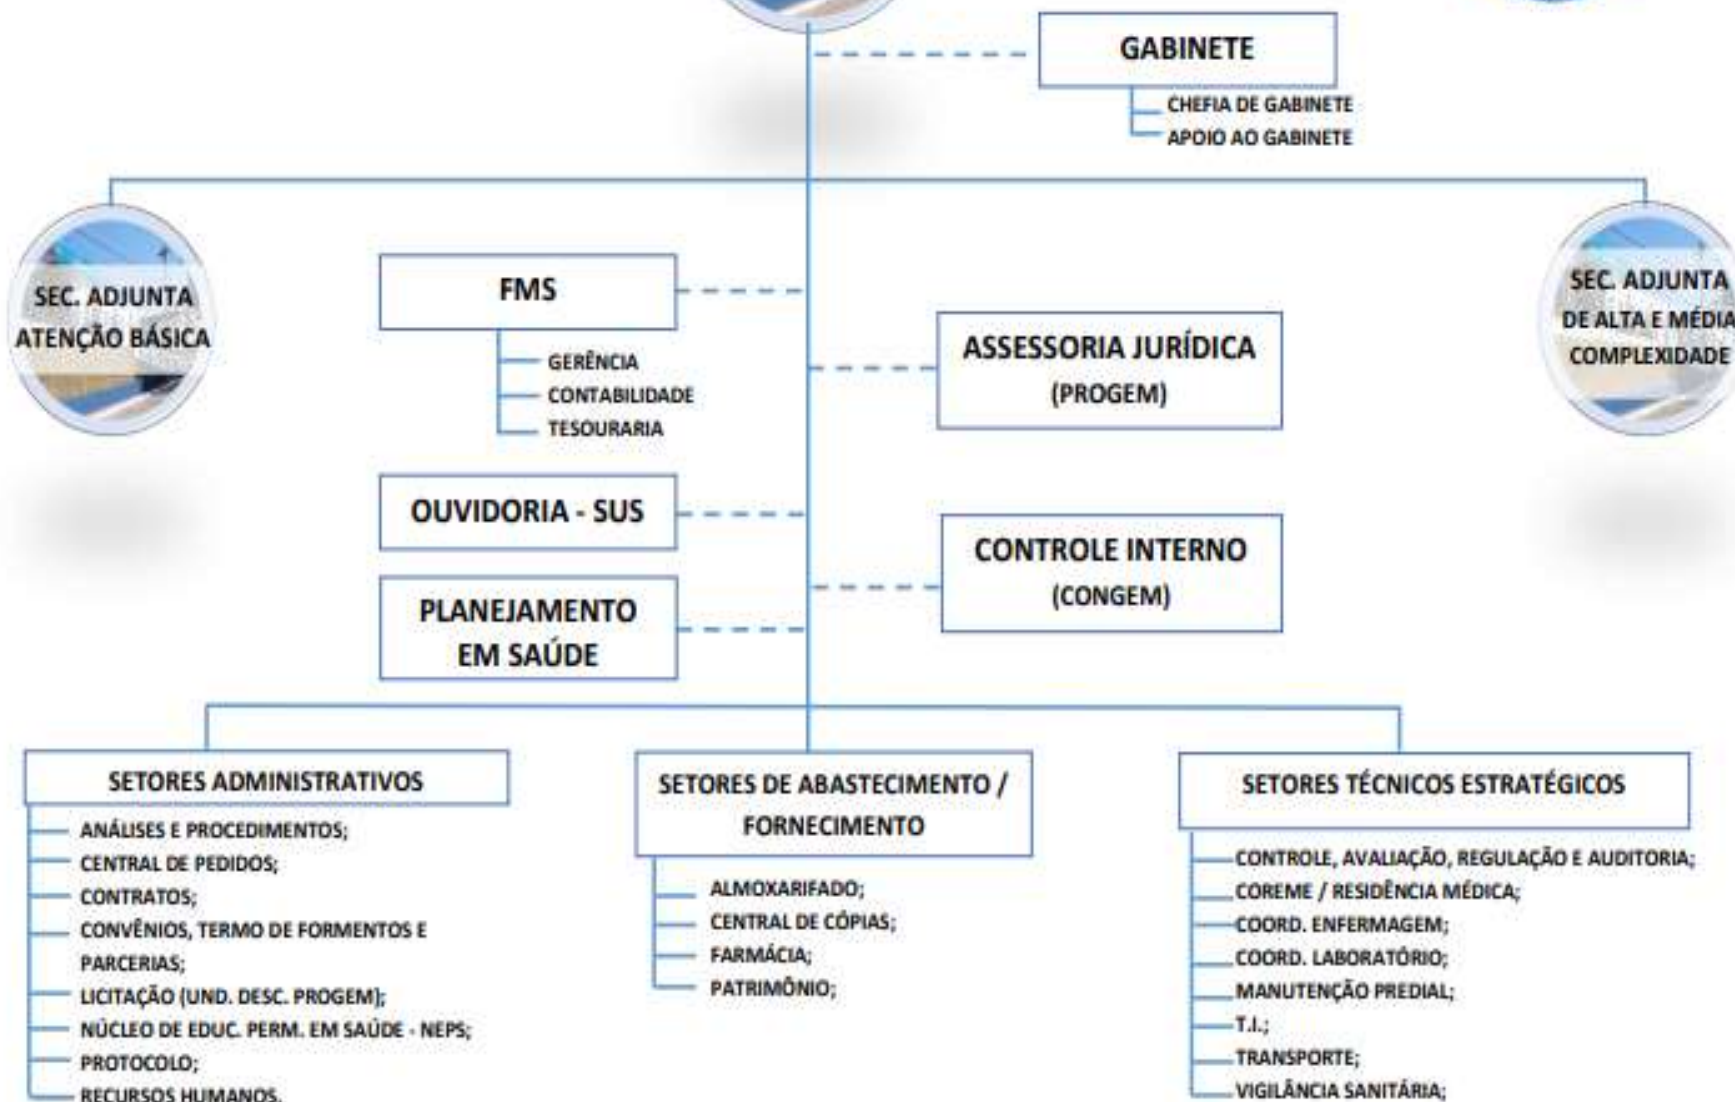 GABINETE
CHEFIA DE GABINETE
APOIO AO GABINETE
SEC. ADJUNTA
ATENÇÃO BÁSICA
FMS
GERÊNCIA
CONTABILIDADE
TESOURARIA
ASSESSORIA JURÍDICA
(PROGEM)
SEC. ADJUNTA
DE ALTA E MÉDIA
COMPLEXIDADE
OUVIDORIA - SUS
CONTROLE INTERNO
(CONGEM)
PLANEJAMENTO
EM SAÚDE
SETORES ADMINISTRATIVOS
ANÁLISES E PROCEDIMENTOS;
CENTRAL DE PEDIDOS;
CONTRATOS;
CONVÊNIOS, TERMO DE FORMENTOS E
PARCERIAS;
LICITAÇÃO (UND. DESC. PROGEM);
NÚCLEO DE EDUC. PERM. EM SAÚDE - NEPS;
PROTOCOLO;
RECURSOS HUMANOS.
SETORES DE ABASTECIMENTO /
FORNECIMENTO
ALMOXARIFADO;
CENTRAL DE CÓPIAS;
FARMÁCIA;
PATRIMÔNIO;
SETORES TÉCNICOS ESTRATÉGICOS
CONTROLE, AVALIAÇÃO, REGULAÇÃO E AUDITORIA;
COREME / RESIDÊNCIA MÉDICA;
COORD. ENFERMAGEM;
COORD. LABORATÓRIO;
MANUTENÇÃO PREDIAL;
T.I.;
TRANSPORTE;
VIGILÂNCIA SANITÁRIA;